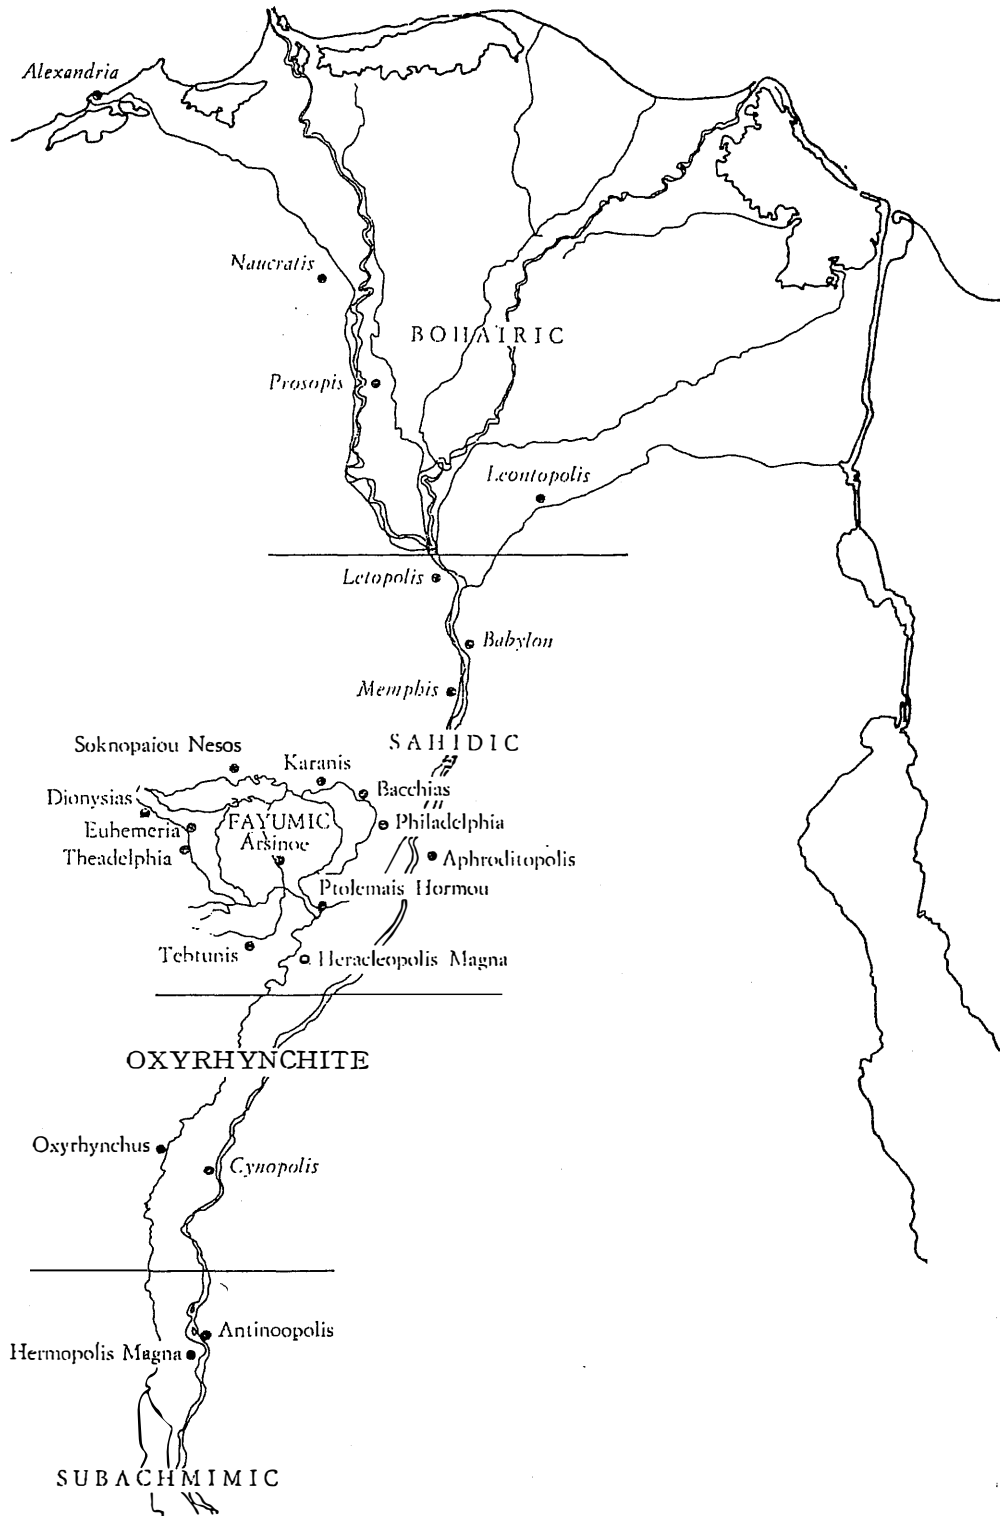 Alexandria
Naucratis
BOHAIRIC
Prosopis
Leontopolis
Letopolis
Babylon
Memphis
SAHIDIC
Soknopaiou Nesos
Karanis
Bacchias
Dionysias
FAYUMIC
Philadelphia
Euhemeria
Arsinoe
Theadelphia
Aphroditopolis
Ptolemais Hormou
Tebtunis
Heracleopolis Magna
OXYRHYNCHITE
Oxyrhynchus
Cynopolis
Antinoopolis
Hermopolis Magna
SUBACHMIMIC